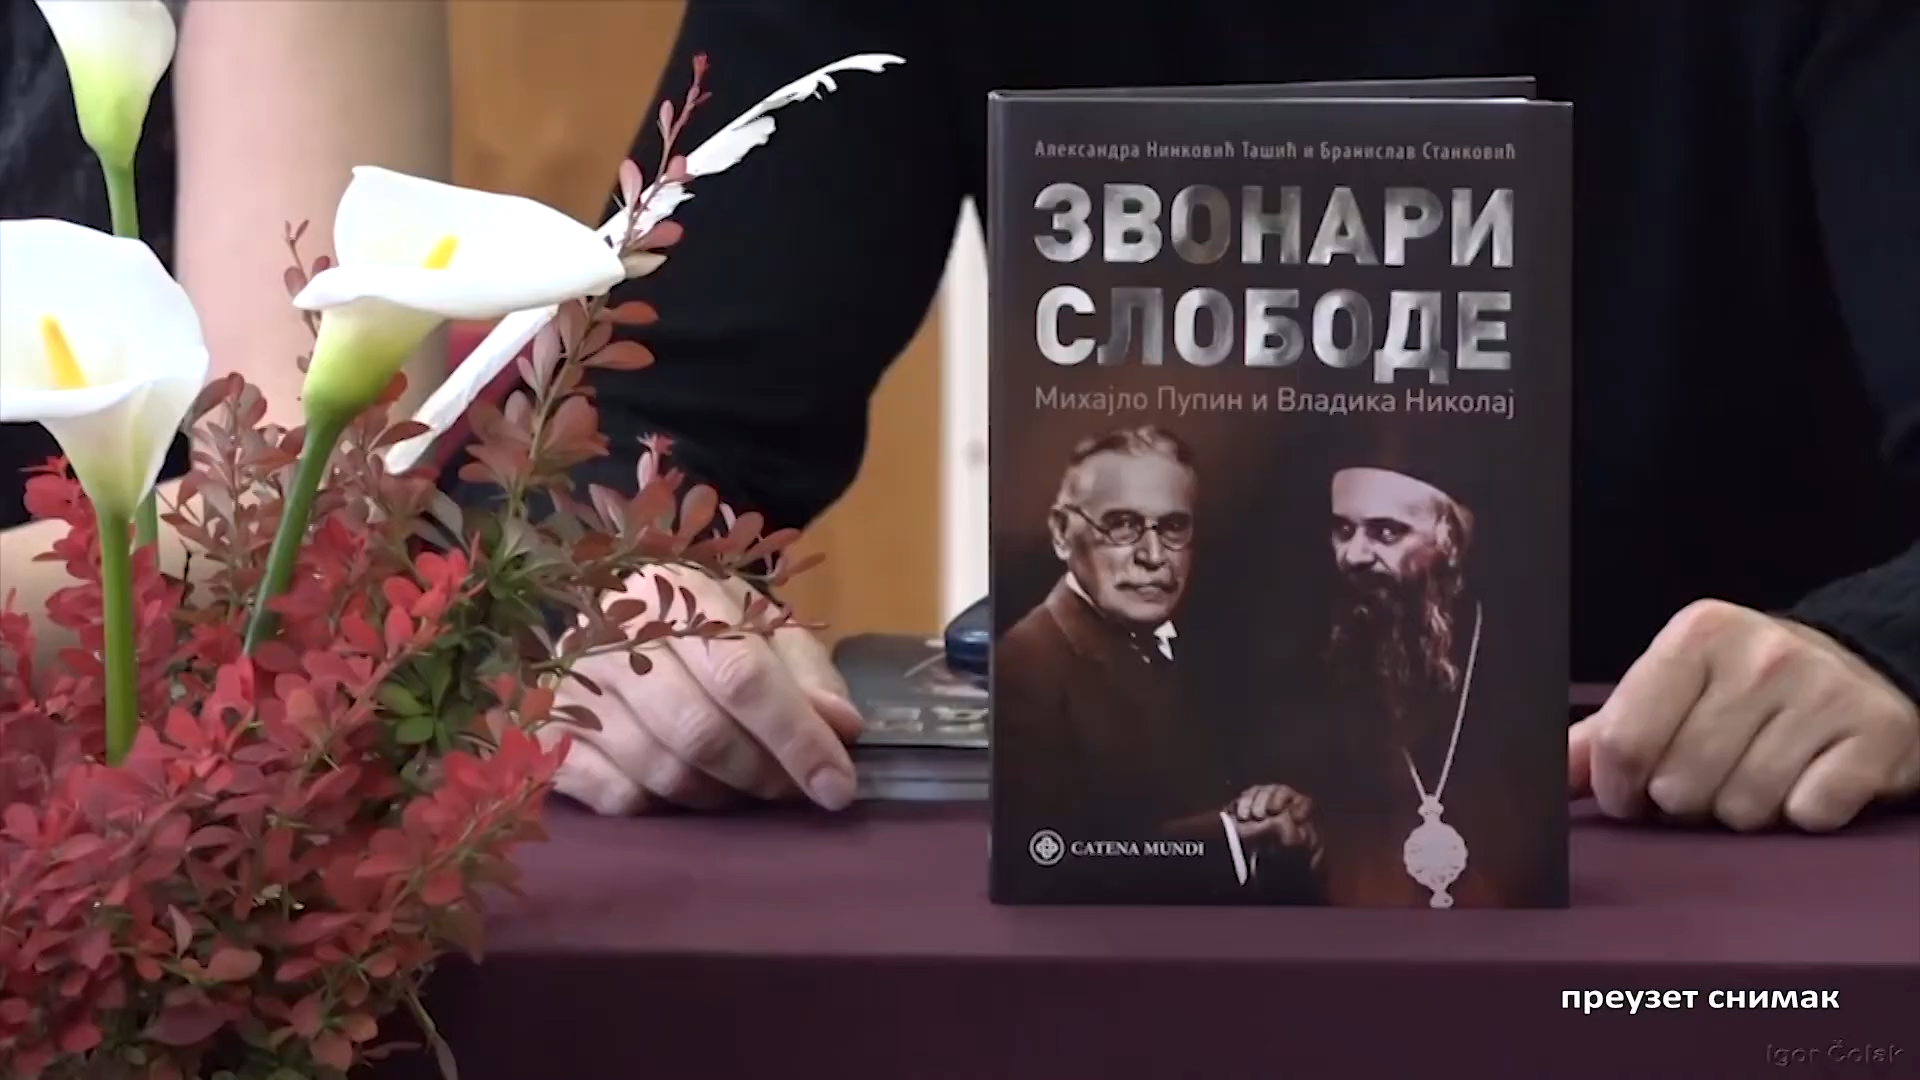 Александра Нинковић Ташић и Бранислав Станковић
ЗВОНАРИ
СЛОБОДЕ
Михајло Пупин и Владика Николај
CATENA MUNDI
преузет снимак
Igor Čolak